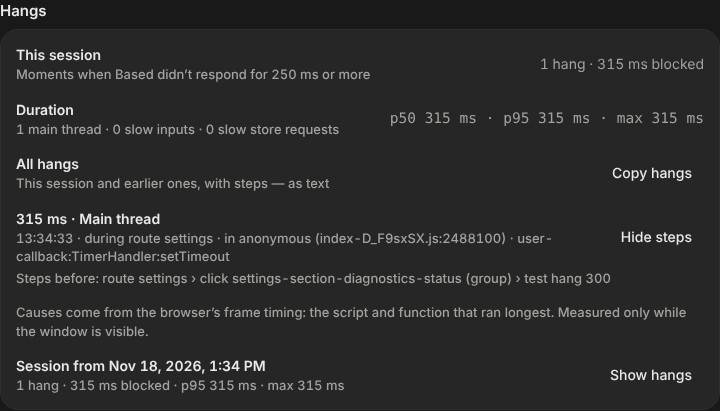 Hangs
This session
Moments when Based didn’t respond for 250 ms or more
1 hang · 315 ms blocked
Duration
1 main thread · 0 slow inputs · 0 slow store requests
p50 315 ms · p95 315 ms · max 315 ms
All hangs
This session and earlier ones, with steps — as text
Copy hangs
315 ms · Main thread
13:34:33 · during route settings · in anonymous (index-D_F9sxSX.js:2488100) · user-
callback:TimerHandler:setTimeout
Hide steps
Steps before: route settings › click settings-section-diagnostics-status (group) › test hang 300
Causes come from the browser’s frame timing: the script and function that ran longest. Measured only while
the window is visible.
Session from Nov 18, 2026, 1:34 PM
1 hang · 315 ms blocked · p95 315 ms · max 315 ms
Show hangs